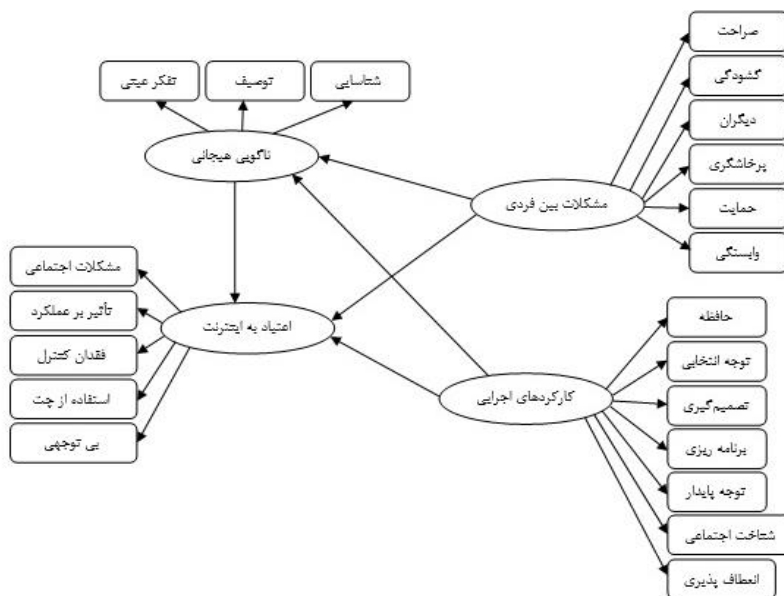 صراحت
گشودگی
دیگران
پرخاشگری
حمایت
وابستگی
مشکلات بین فردی
شناسایی
توصیف
تفکر عینی
ناگویی هیجانی
اعتیاد به اینترنت
مشکلات اجتماعی
تأثیر بر عملکرد
فقدان کنترل
استفاده از چت
بی توجهی
کارکردهای اجرایی
حافظه
توجه انتخابی
تصمیم‌گیری
برنامه ریزی
توجه پایدار
شناخت اجتماعی
انعطاف پذیری